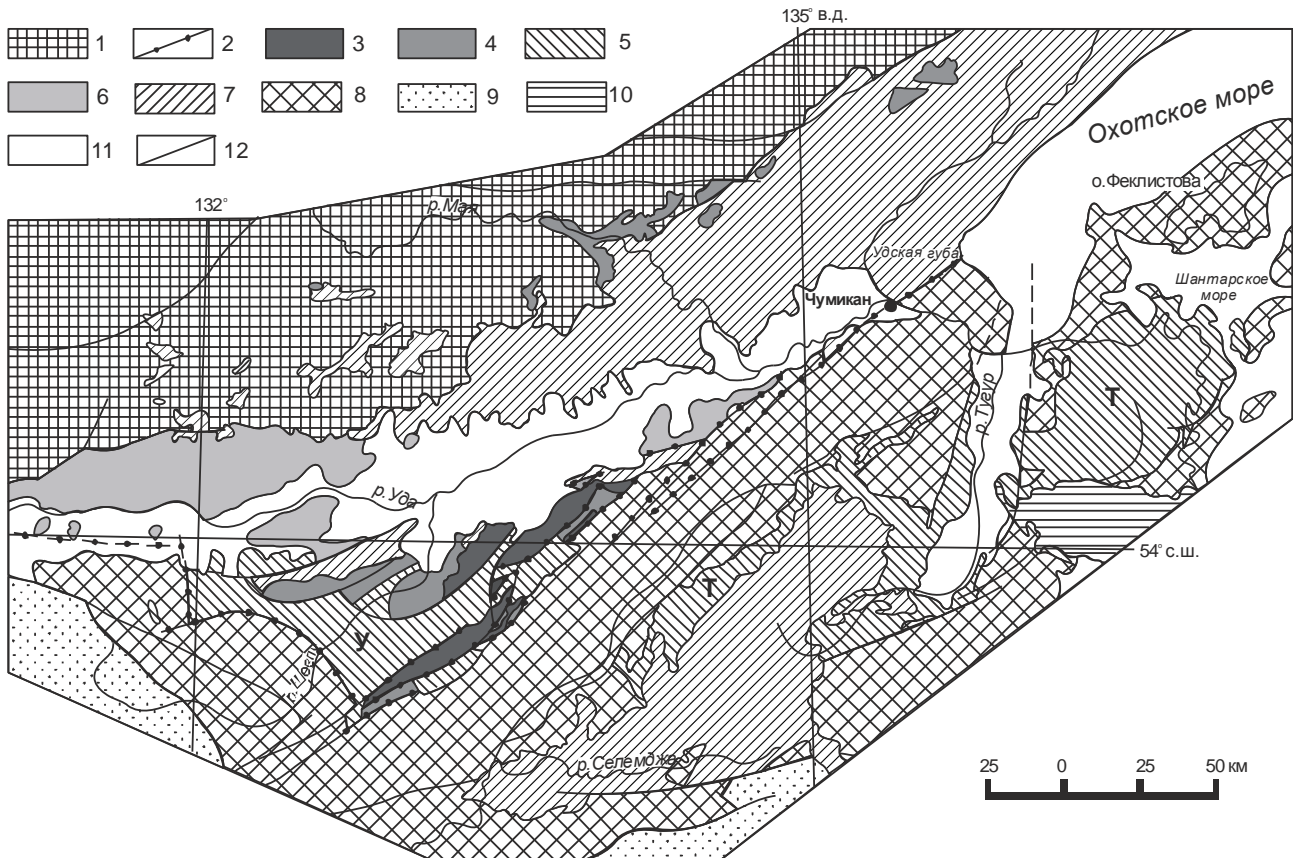 135° в.д.
1 2 3 4 5
6 7 8 9 10
11 12
Охотское море
о.Феклистова
132°
р.Мая
Удская губа
Шантарское
море
Чумикан
Т
р.Тугур
р.Уда
54° с.ш.
Т
У
р.Селемджа
25 0 25 50 км